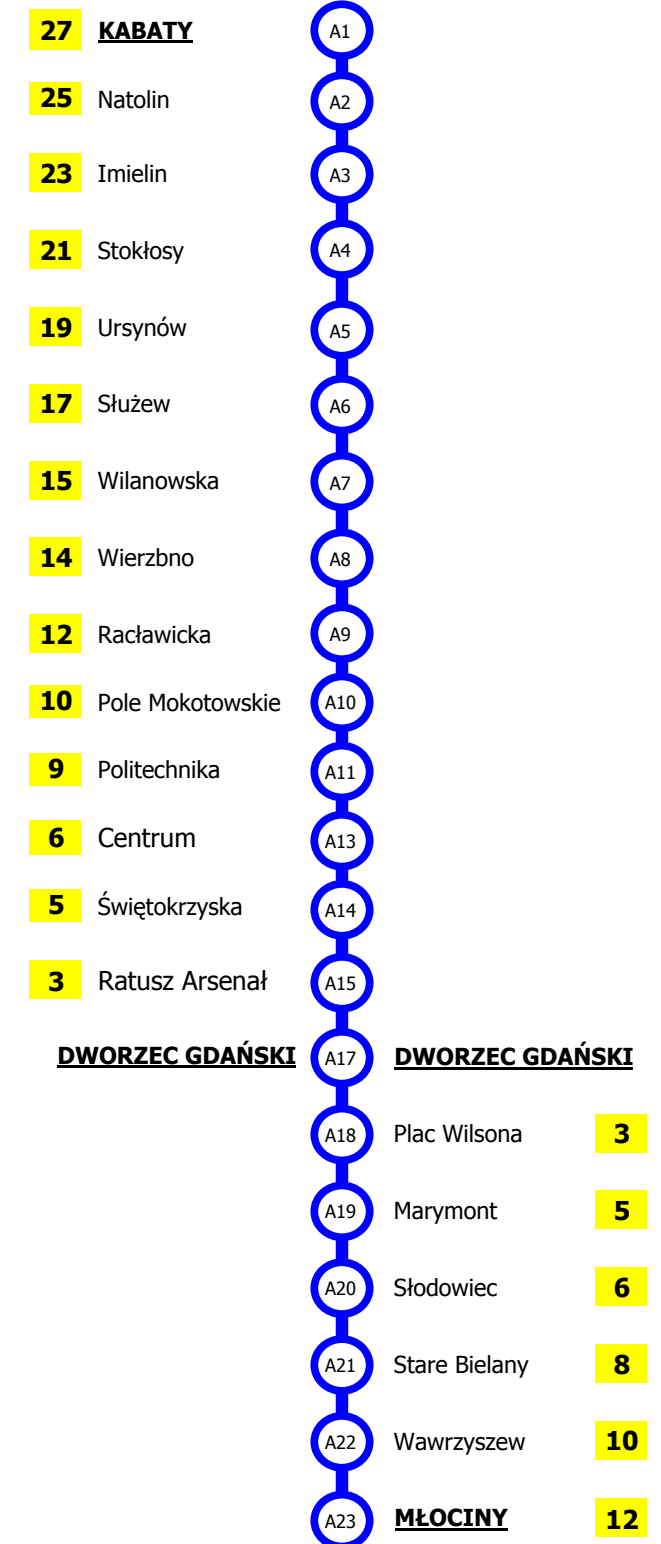 27 KABATY A1
25 Natolin A2
23 Imielin A3
21 Stokłosy A4
19 Ursynów A5
17 Służew A6
15 Wilanowska A7
14 Wierzbno A8
12 Racławicka A9
10 Pole Mokotowskie A10
9 Politechnika A11
6 Centrum A13
5 Świętokrzyska A14
3 Ratusz Arsenał A15
DWORZEC GDAŃSKI A17 DWORZEC GDAŃSKI
A18 Plac Wilsona 3
A19 Marymont 5
A20 Słodowiec 6
A21 Stare Bielany 8
A22 Wawrzyszew 10
A23 MŁOCINY 12